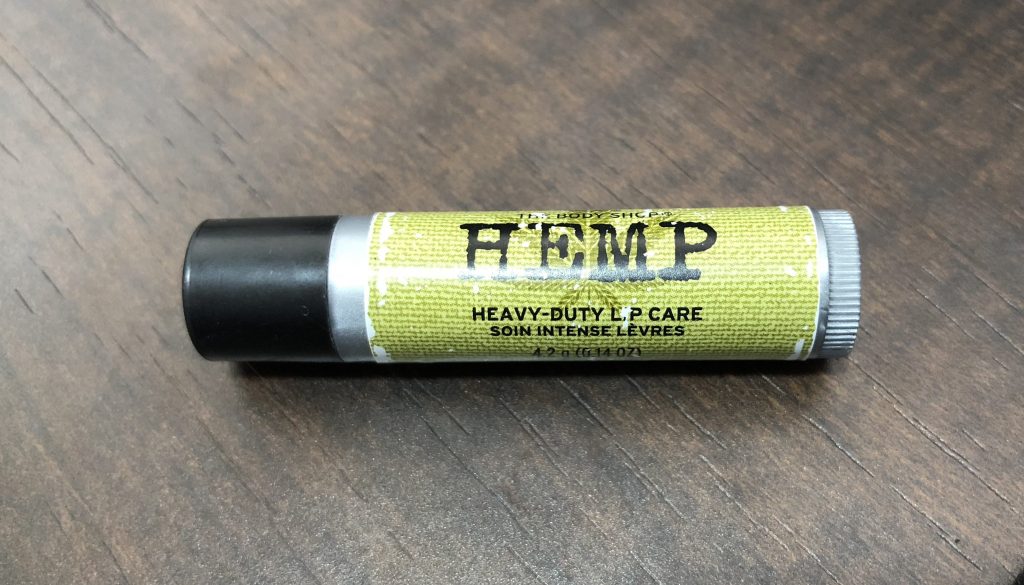 THE BODY SHOP®
HEMP
HEAVY-DUTY LIP CARE
SOIN INTENSE LÈVRES
4.2 g (0.14 OZ)